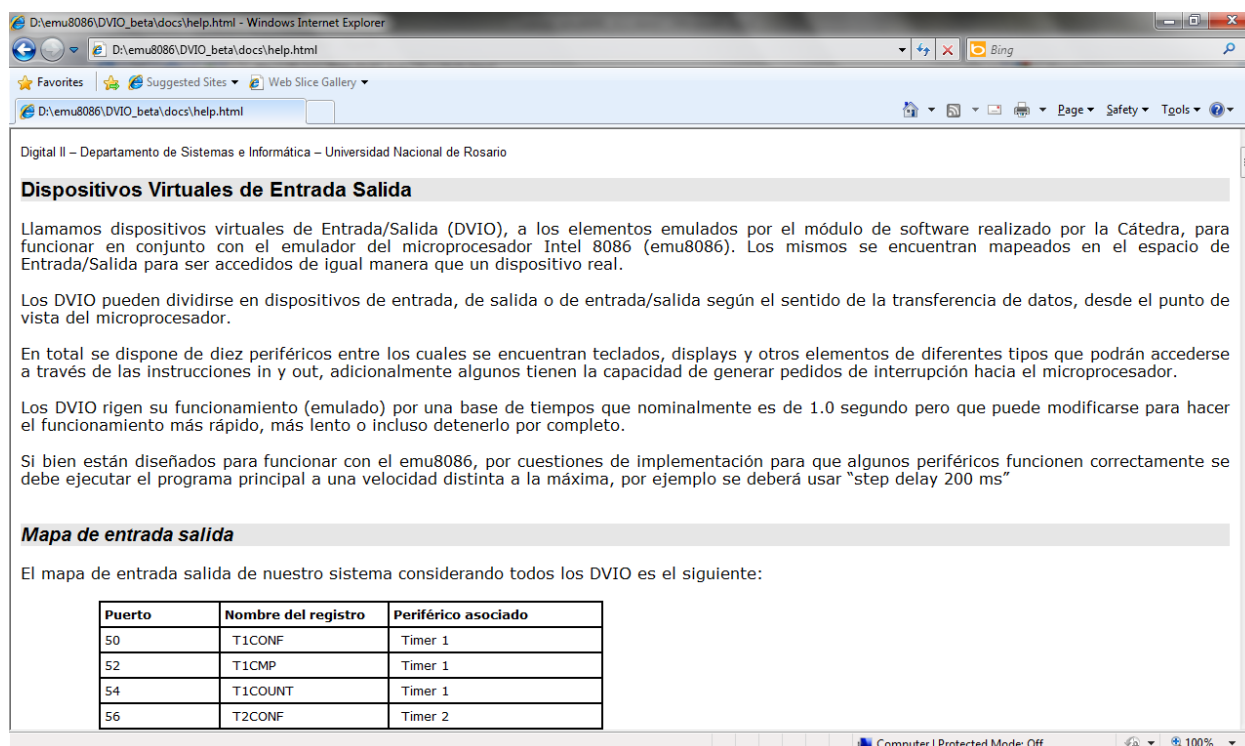 D:\emu8086\DVIO_beta\docs\help.html - Windows Internet Explorer
D:\emu8086\DVIO_beta\docs\help.html
Bing
Favorites
Suggested Sites
Web Slice Gallery
D:\emu8086\DVIO_beta\docs\help.html
Page
Safety
Tools
Digital II – Departamento de Sistemas e Informática – Universidad Nacional de Rosario
Dispositivos Virtuales de Entrada Salida
Llamamos dispositivos virtuales de Entrada/Salida (DVIO), a los elementos emulados por el módulo de software realizado por la Cátedra, para
funcionar en conjunto con el emulador del microprocesador Intel 8086 (emu8086). Los mismos se encuentran mapeados en el espacio de
Entrada/Salida para ser accedidos de igual manera que un dispositivo real.
Los DVIO pueden dividirse en dispositivos de entrada, de salida o de entrada/salida según el sentido de la transferencia de datos, desde el punto de
vista del microprocesador.
En total se dispone de diez periféricos entre los cuales se encuentran teclados, displays y otros elementos de diferentes tipos que podrán accederse
a través de las instrucciones in y out, adicionalmente algunos tienen la capacidad de generar pedidos de interrupción hacia el microprocesador.
Los DVIO rigen su funcionamiento (emulado) por una base de tiempos que nominalmente es de 1.0 segundo pero que puede modificarse para hacer
el funcionamiento más rápido, más lento o incluso detenerlo por completo.
Si bien están diseñados para funcionar con el emu8086, por cuestiones de implementación para que algunos periféricos funcionen correctamente se
debe ejecutar el programa principal a una velocidad distinta a la máxima, por ejemplo se deberá usar “step delay 200 ms”
Mapa de entrada salida
El mapa de entrada salida de nuestro sistema considerando todos los DVIO es el siguiente:
Puerto Nombre del registro Periférico asociado
50 T1CONF Timer 1
52 T1CMP Timer 1
54 T1COUNT Timer 1
56 T2CONF Timer 2
Computer | Protected Mode: Off
100%